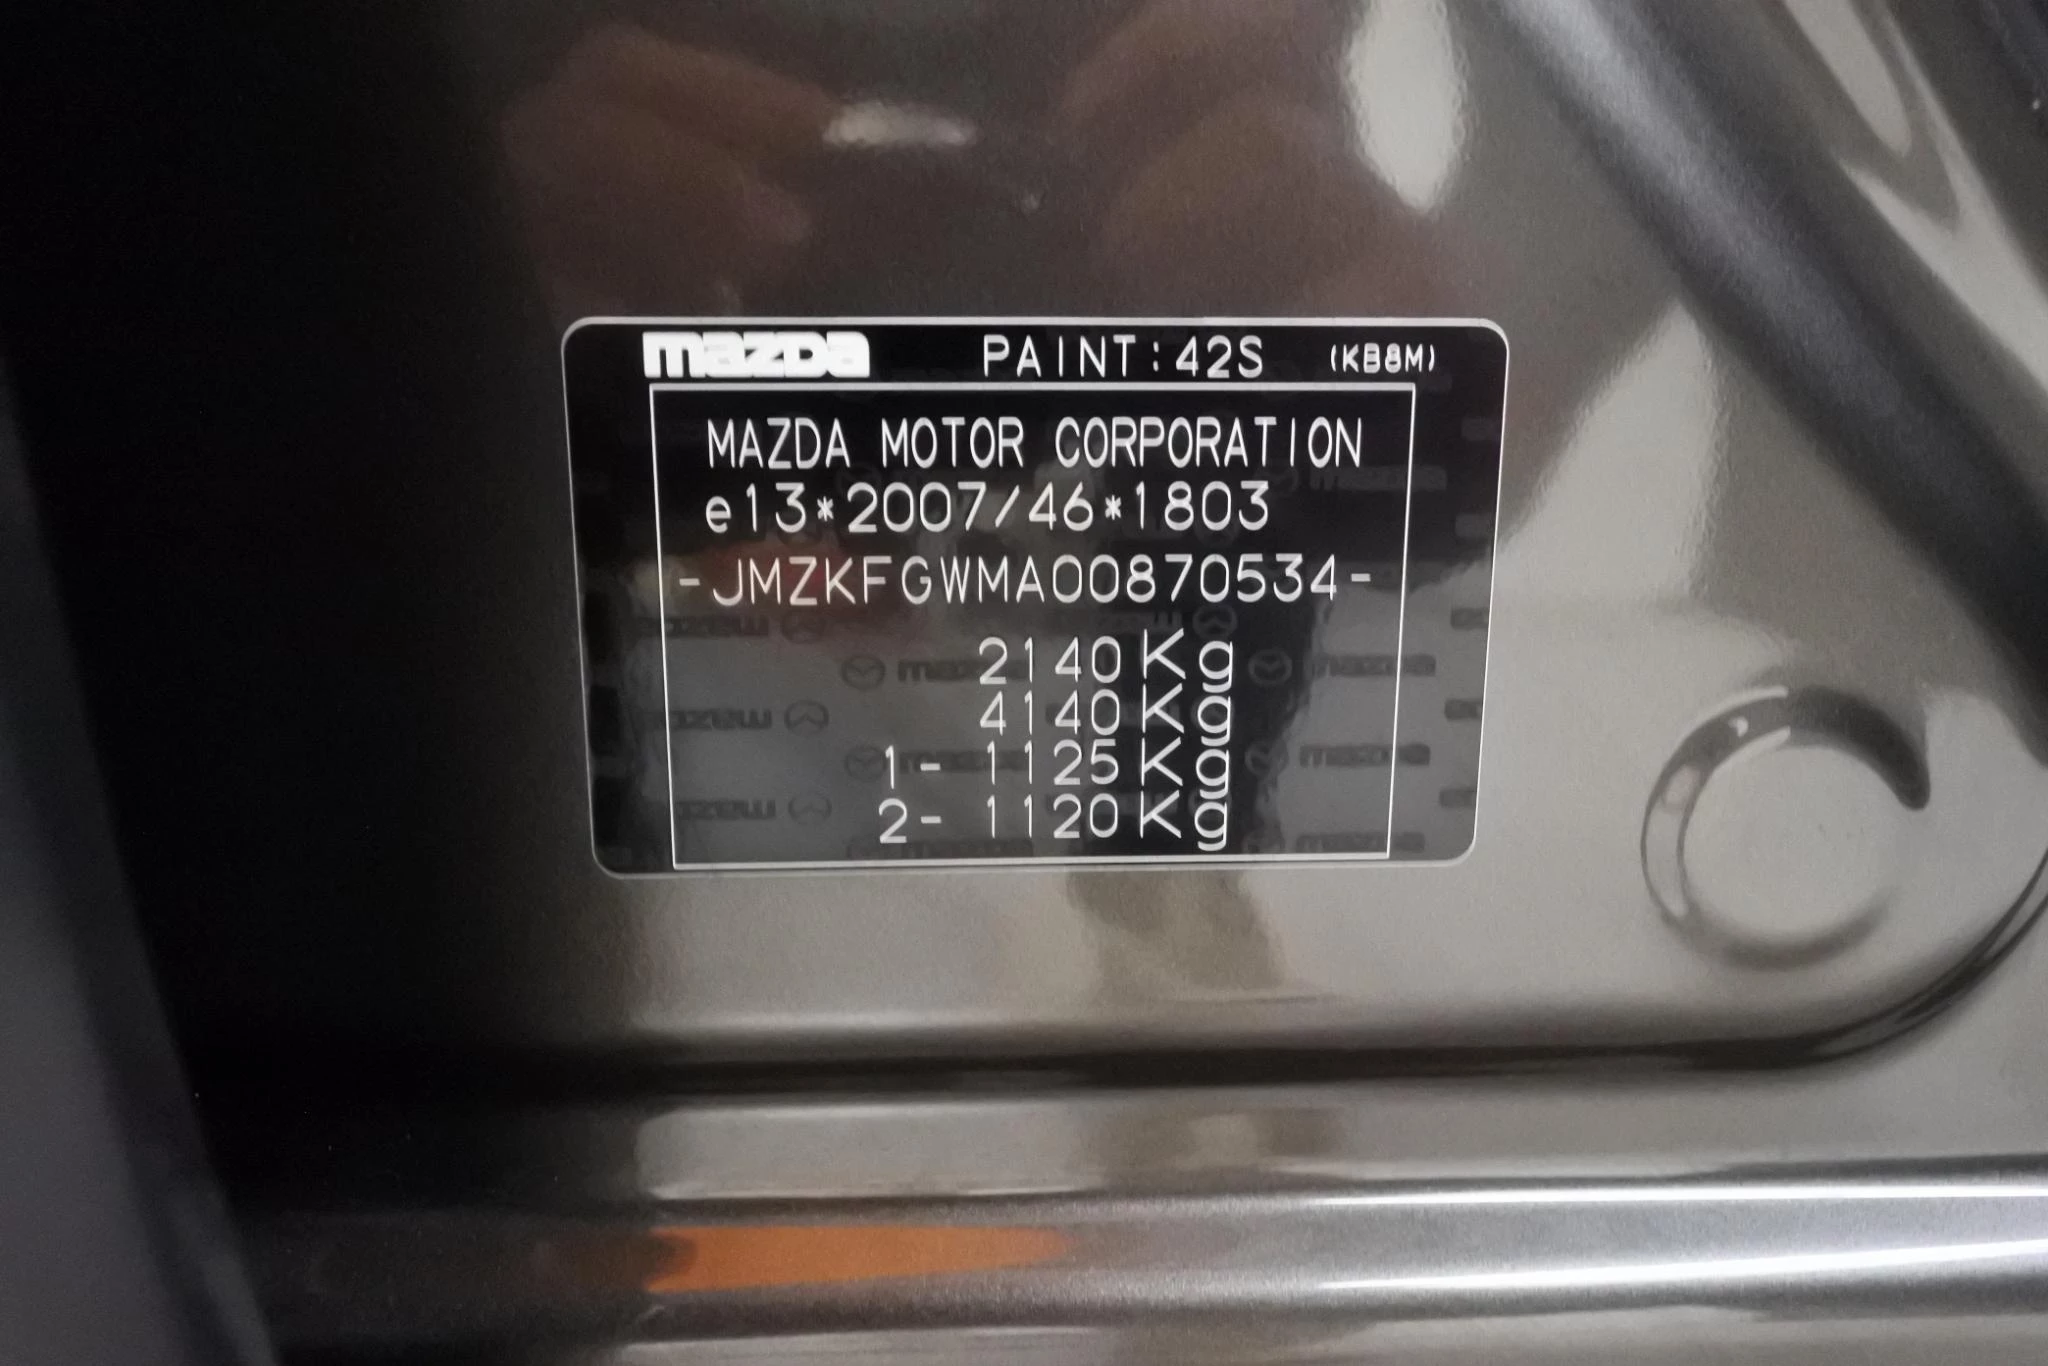 mazda PAINT:42S (KB8M)
MAZDA MOTOR CORPORATION
e13*2007/46*1803
-JMZKFGWMA00870534-
2140Kg
4140Kg
1- 1125Kg
2- 1120Kg